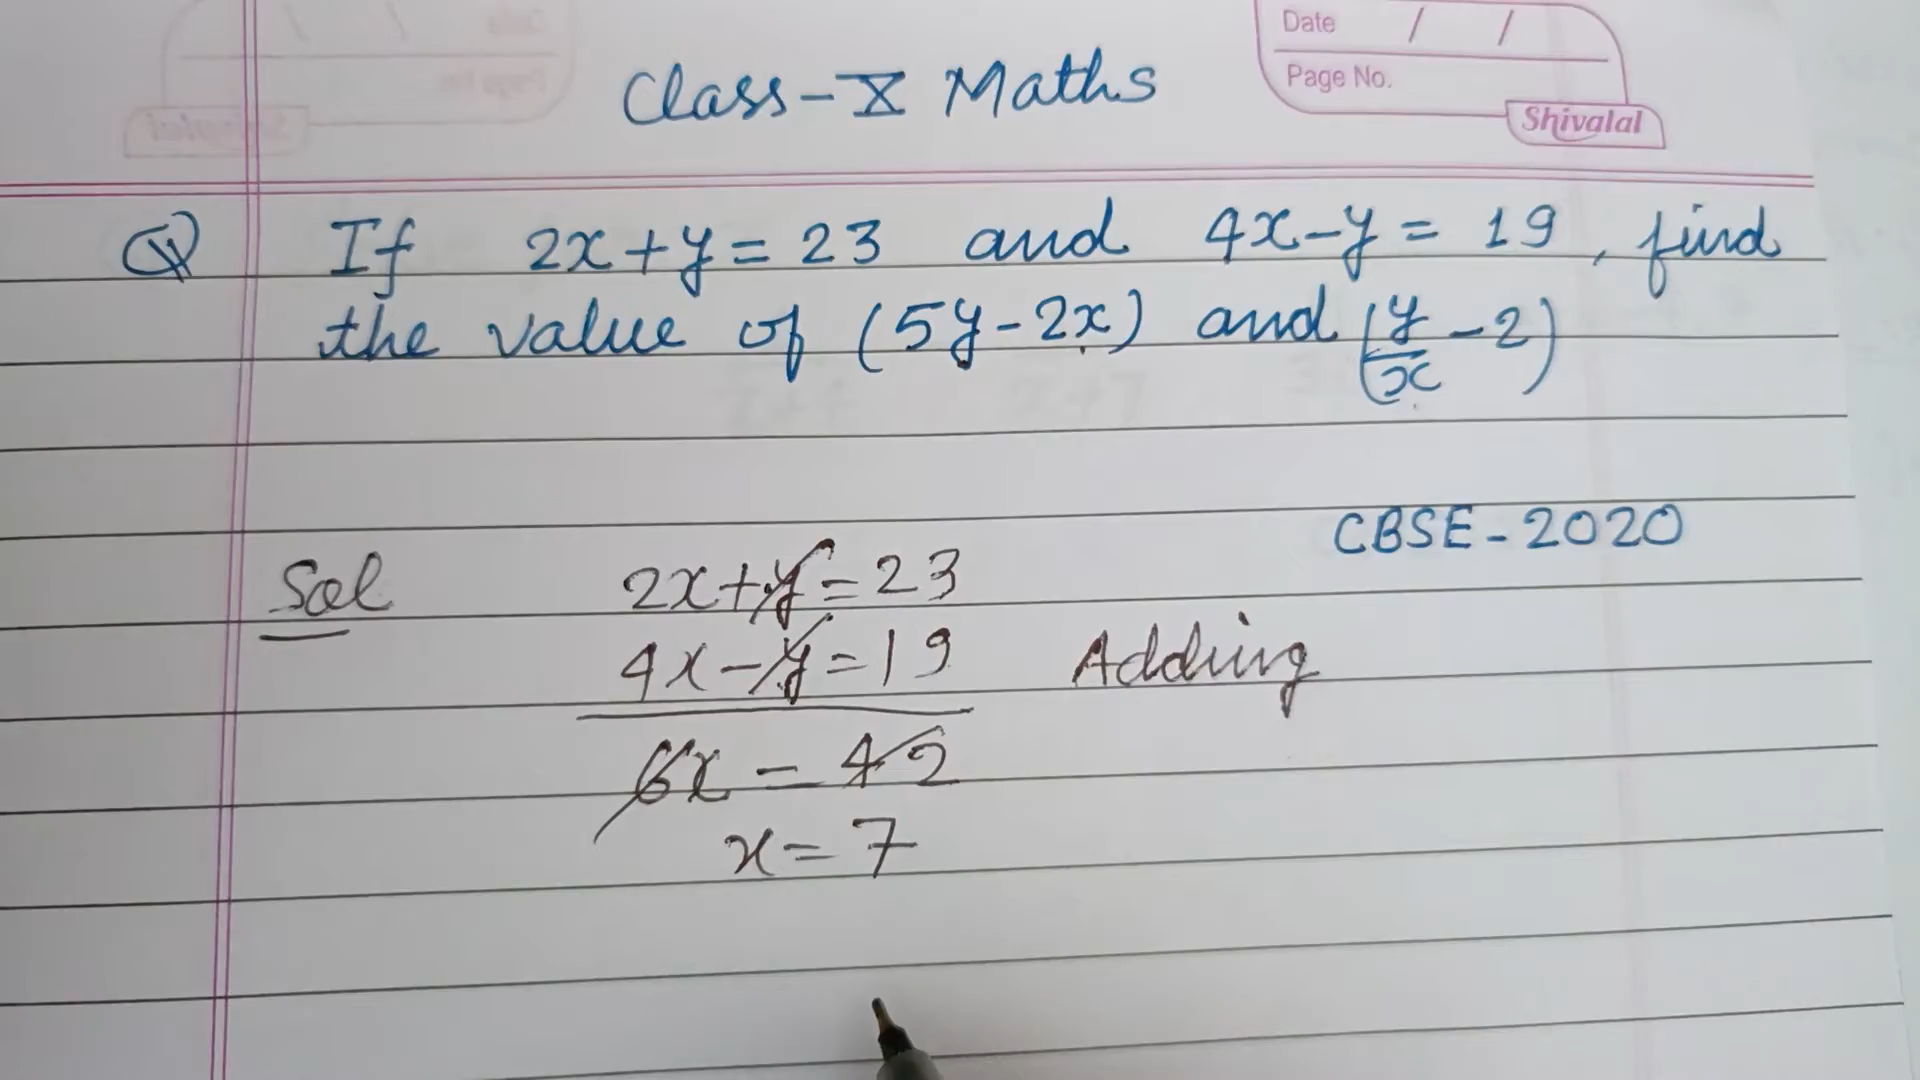 Date / /
Page No.
Shivalal
Class-X Maths
Q If 2x+y=23 and 4x-y=19, find
the value of (5y-2x) and (y/x -2)
CBSE-2020
Sol 2x+y=23
4x-y=19 Adding
6x=42
x=7